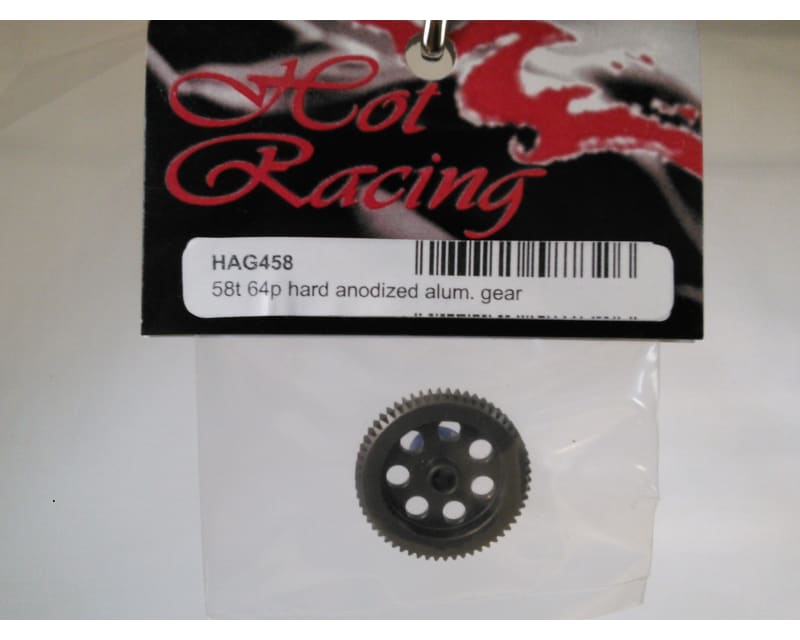 Hot
Racing
HAG458
58t 64p hard anodized alum. gear